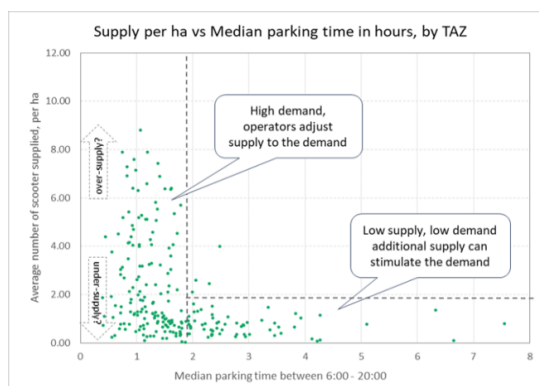 Supply per ha vs Median parking time in hours, by TAZ
12.00
10.00
8.00
6.00
4.00
2.00
0.00
Average number of scooter supplied, per ha
over-supply?
under-supply?
High demand,
operators adjust
supply to the demand
Low supply, low demand
additional supply can
stimulate the demand
0 1 2 3 4 5 6 7 8
Median parking time between 6:00 - 20:00